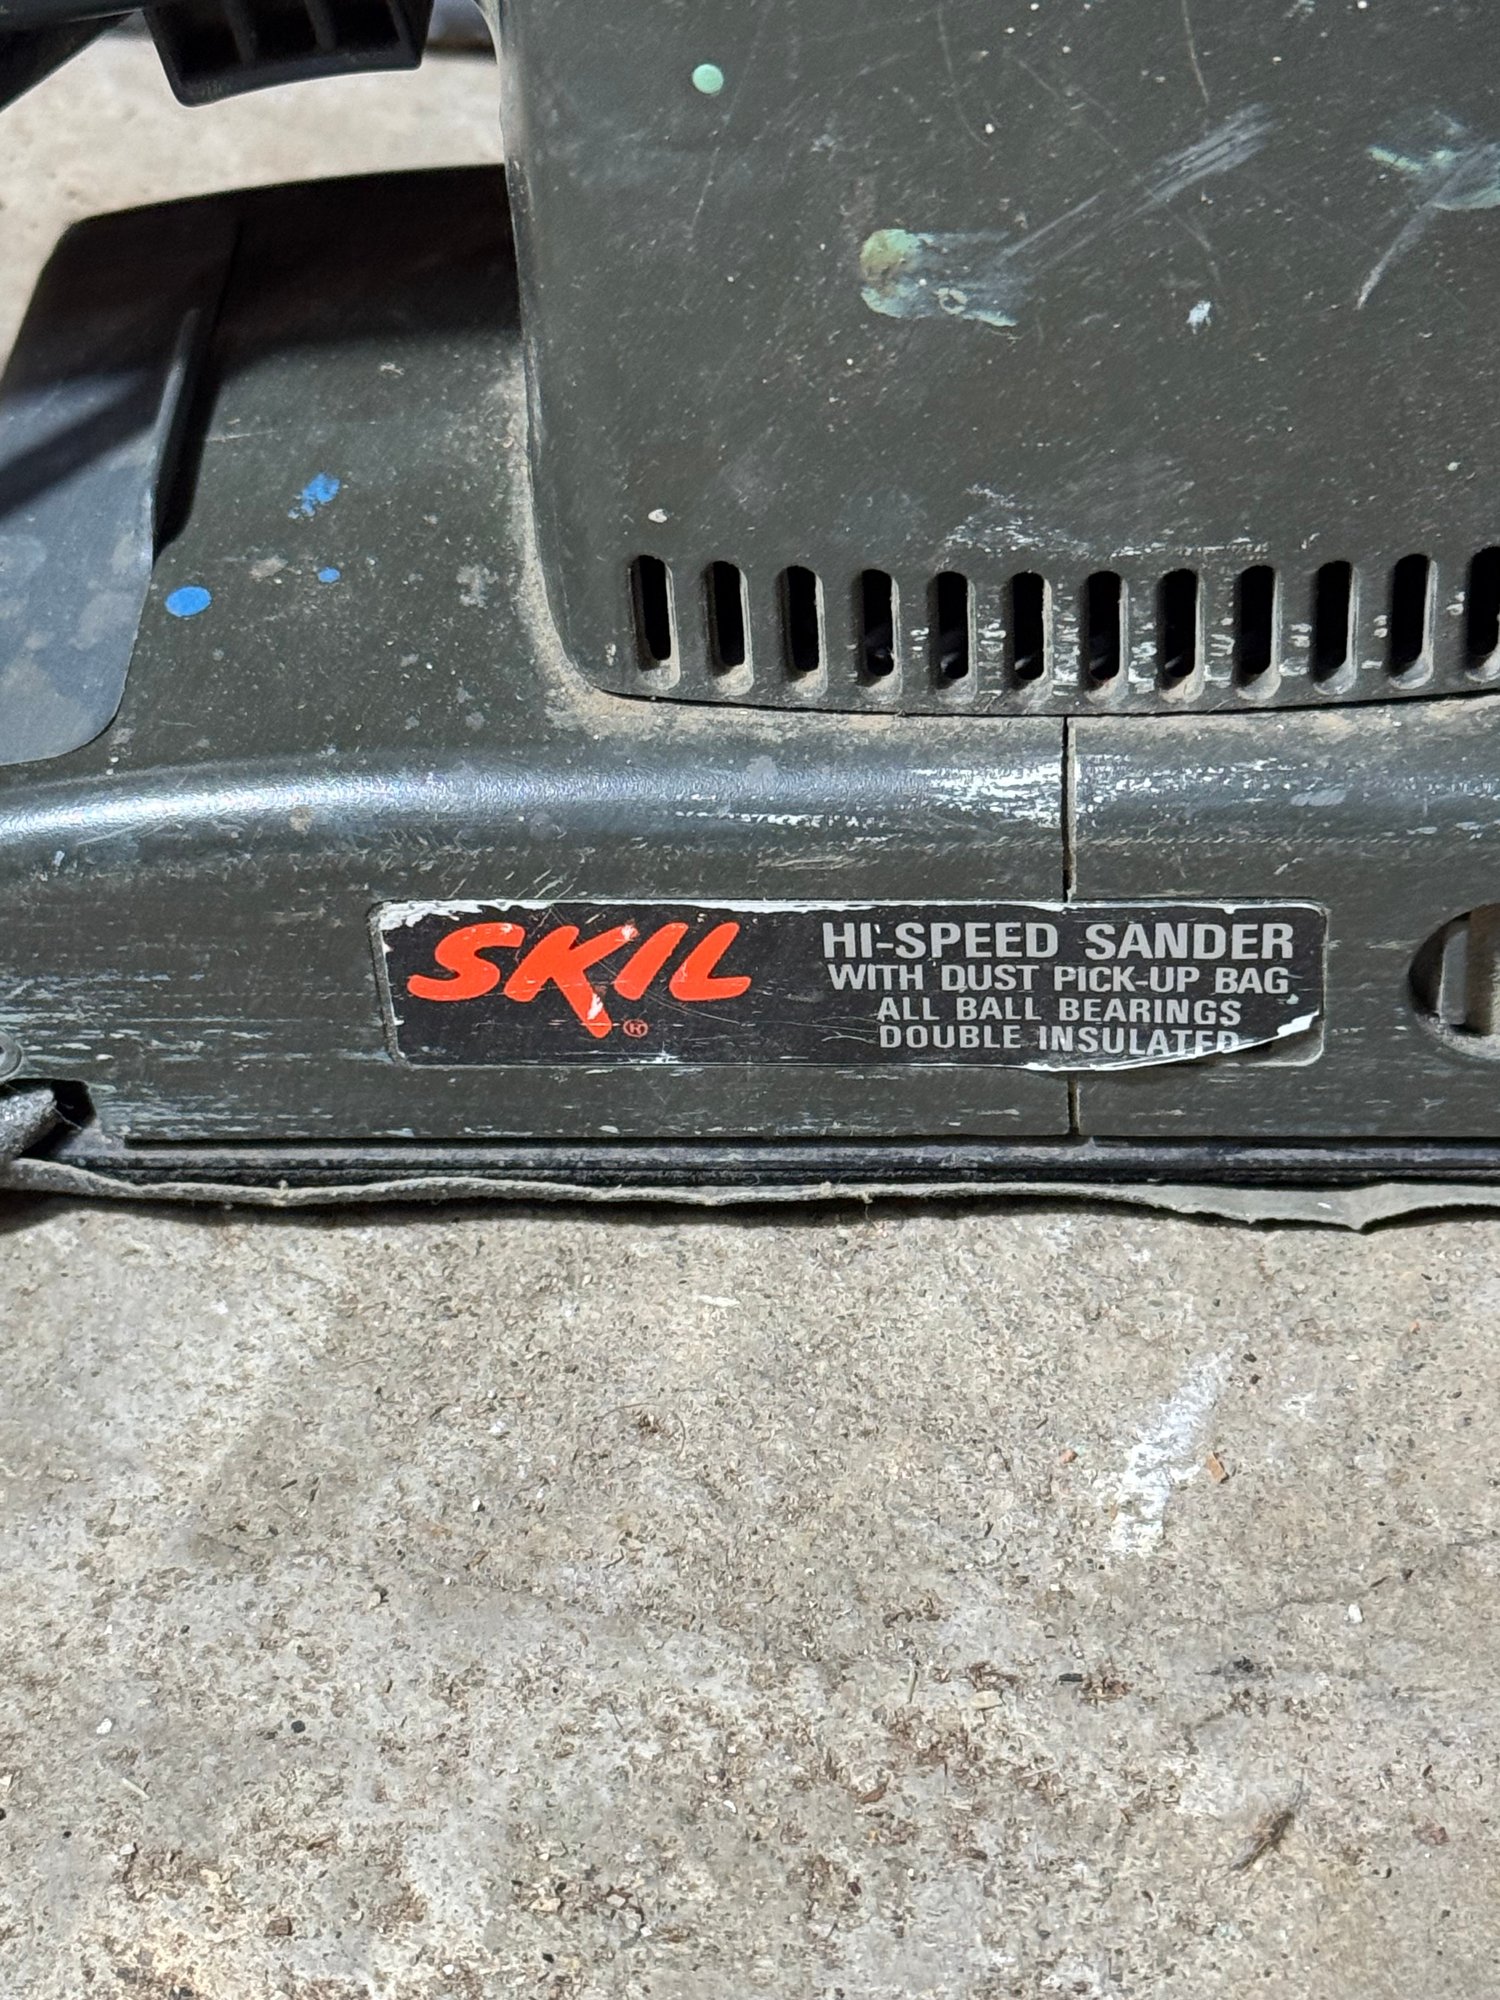 SKIL®
HI-SPEED SANDER
WITH DUST PICK-UP BAG
ALL BALL BEARINGS
DOUBLE INSULATED